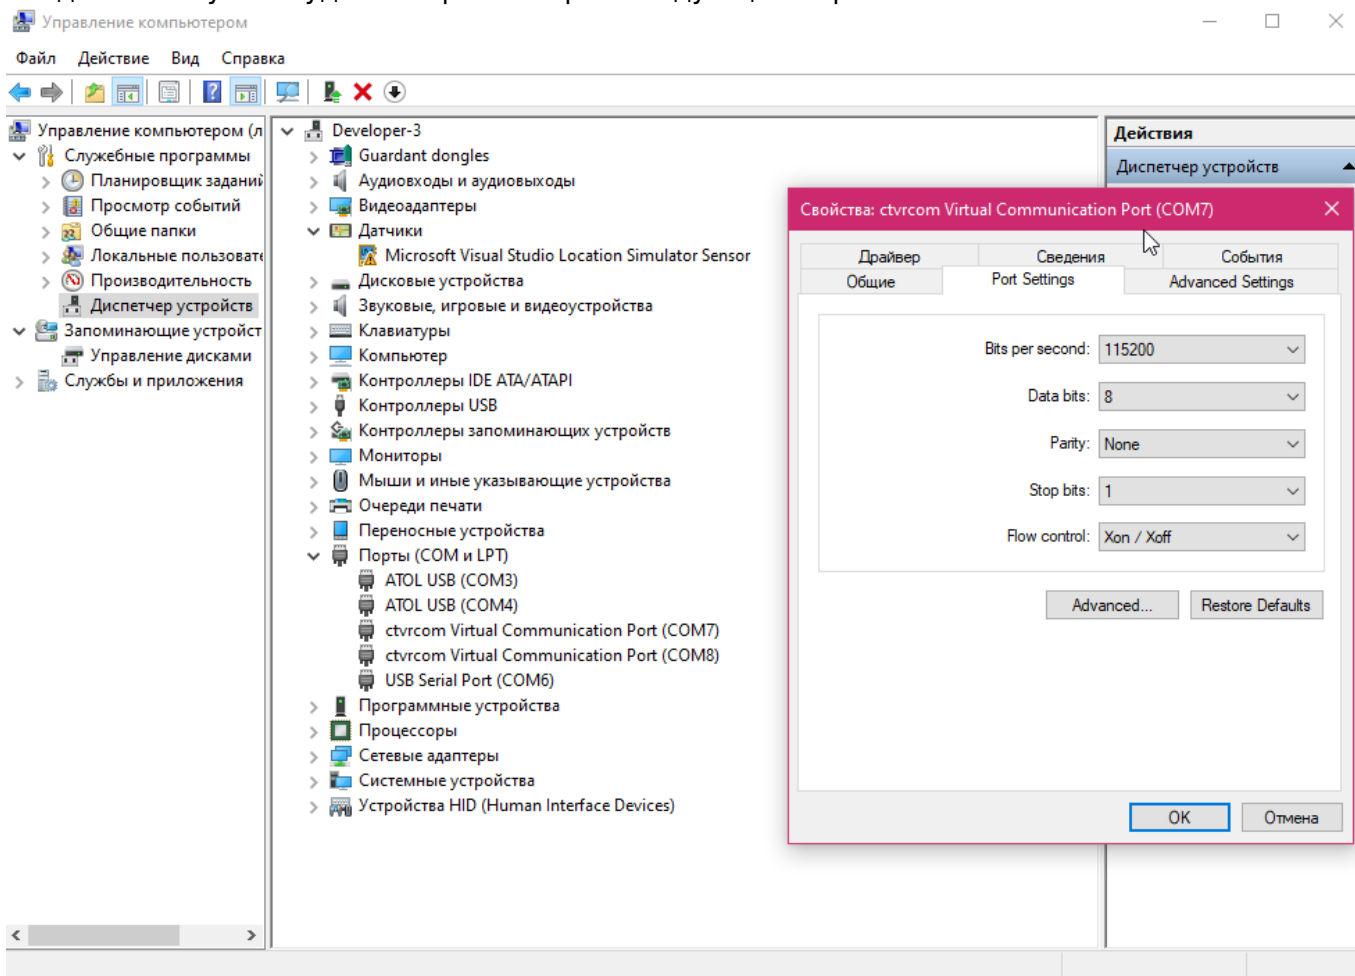 Управление компьютером
Файл Действие Вид Справка
Управление компьютером (л
Служебные программы
Планировщик заданий
Просмотр событий
Общие папки
Локальные пользовате
Производительность
Диспетчер устройств
Запоминающие устройст
Управление дисками
Службы и приложения
Developer-3
Guardant dongles
Аудиовходы и аудиовыходы
Видеоадаптеры
Датчики
Microsoft Visual Studio Location Simulator Sensor
Дисковые устройства
Звуковые, игровые и видеоустройства
Клавиатуры
Компьютер
Контроллеры IDE ATA/ATAPI
Контроллеры USB
Контроллеры запоминающих устройств
Мониторы
Мыши и иные указывающие устройства
Очереди печати
Переносные устройства
Порты (COM и LPT)
ATOL USB (COM3)
ATOL USB (COM4)
ctvrcom Virtual Communication Port (COM7)
ctvrcom Virtual Communication Port (COM8)
USB Serial Port (COM6)
Программные устройства
Процессоры
Сетевые адаптеры
Системные устройства
Устройства HID (Human Interface Devices)
Действия
Диспетчер устройств
Свойства: ctvrcom Virtual Communication Port (COM7)
Драйвер Сведения События
Общие Port Settings Advanced Settings
Bits per second: 115200
Data bits: 8
Parity: None
Stop bits: 1
Flow control: Xon / Xoff
Advanced... Restore Defaults
OK Отмена